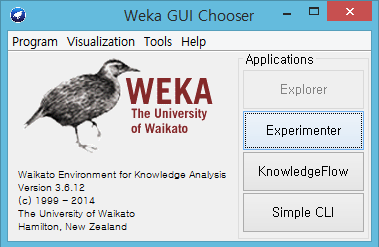 Weka GUI Chooser
Program Visualization Tools Help
WEKA
The University
of Waikato
Waikato Environment for Knowledge Analysis
Version 3.6.12
(c) 1999 - 2014
The University of Waikato
Hamilton, New Zealand
Applications
Explorer
Experimenter
KnowledgeFlow
Simple CLI